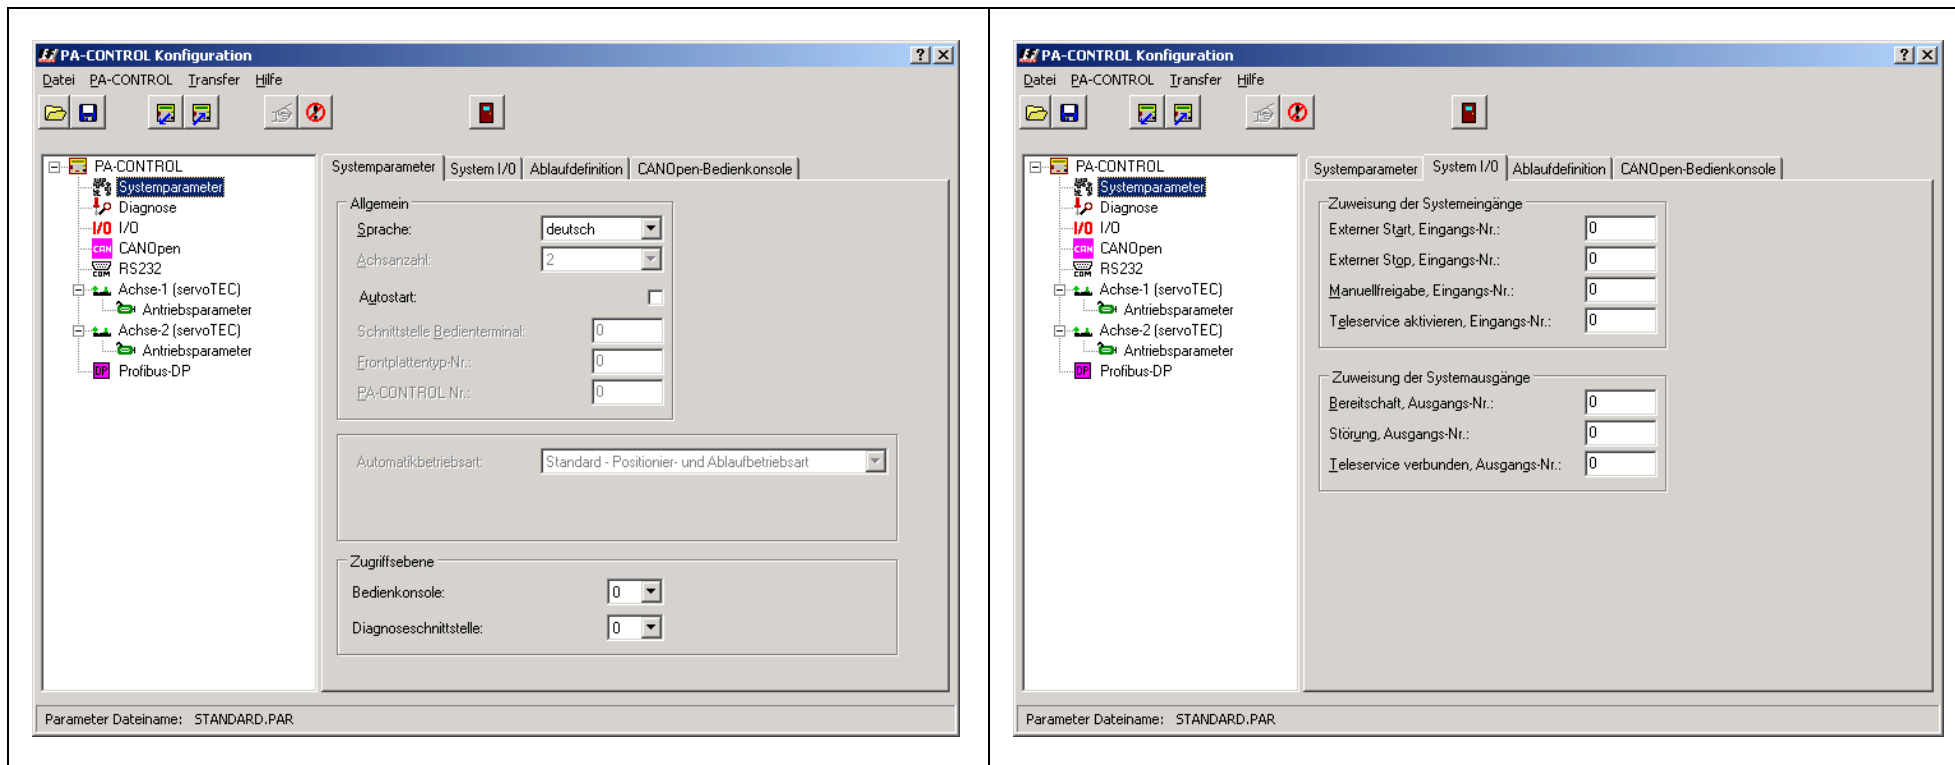 PA-CONTROL Konfiguration
Datei PA-CONTROL Transfer Hilfe
PA-CONTROL
Systemparameter
Diagnose
I/O I/O
CAN CANOpen
COM RS232
Achse-1 (servoTEC)
Antriebsparameter
Achse-2 (servoTEC)
Antriebsparameter
DP Profibus-DP
Systemparameter System I/O Ablaufdefinition CANOpen-Bedienkonsole
Allgemein
Sprache: deutsch
Achsanzahl: 2
Autostart:
Schnittstelle Bedienterminal: 0
Frontplattentyp-Nr.: 0
PA-CONTROL Nr.: 0
Automatikbetriebsart: Standard - Positionier- und Ablaufbetriebsart
Zugriffsebene
Bedienkonsole: 0
Diagnoseschnittstelle: 0
Parameter Dateiname: STANDARD.PAR
PA-CONTROL Konfiguration
Datei PA-CONTROL Transfer Hilfe
PA-CONTROL
Systemparameter
Diagnose
I/O I/O
CAN CANOpen
COM RS232
Achse-1 (servoTEC)
Antriebsparameter
Achse-2 (servoTEC)
Antriebsparameter
DP Profibus-DP
Systemparameter System I/O Ablaufdefinition CANOpen-Bedienkonsole
Zuweisung der Systemeingänge
Externer Start, Eingangs-Nr.: 0
Externer Stop, Eingangs-Nr.: 0
Manuellfreigabe, Eingangs-Nr.: 0
Teleservice aktivieren, Eingangs-Nr.: 0
Zuweisung der Systemausgänge
Bereitschaft, Ausgangs-Nr.: 0
Störung, Ausgangs-Nr.: 0
Teleservice verbunden, Ausgangs-Nr.: 0
Parameter Dateiname: STANDARD.PAR